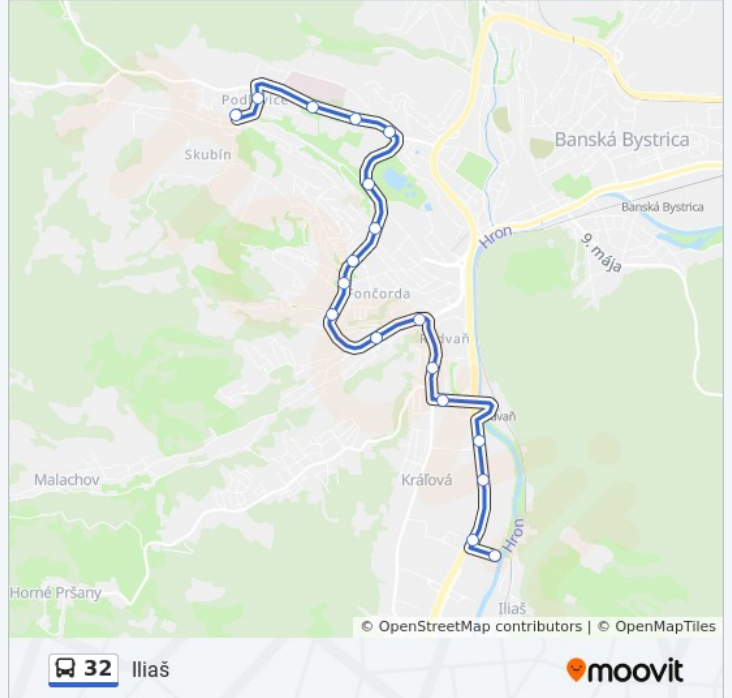 Podlavice
Banská Bystrica
Skubín
Banská Bystrica
Hron
9. mája
Fončorda
Radvaň
Malachov
Kráľová
Hron
Horné Pršany
Iliaš
© OpenStreetMap contributors | © OpenMapTiles
32 Iliaš
moovit